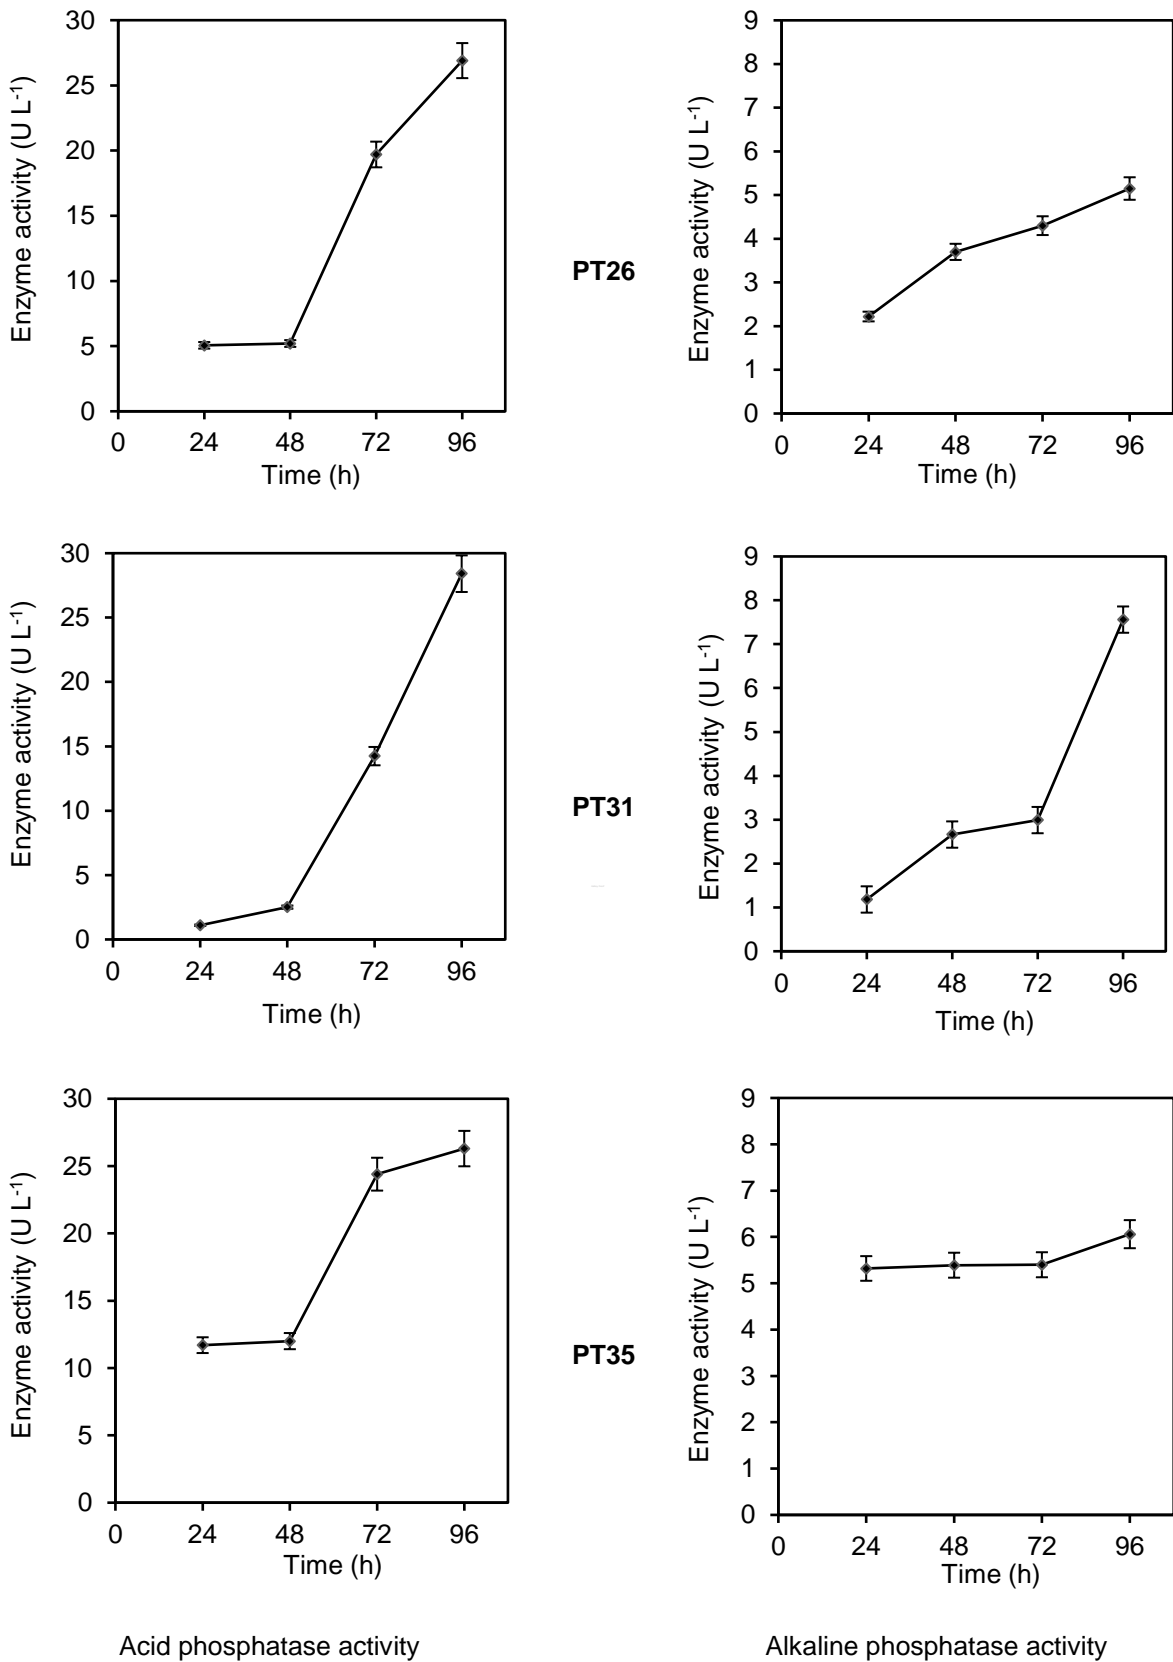 30
25
20
15
10
5
0
0 24 48 72 96
Time (h)
Enzyme activity (U L-1)
PT26
9
8
7
6
5
4
3
2
1
0
0 24 48 72 96
Time (h)
Enzyme activity (U L-1)
30
25
20
15
10
5
0
0 24 48 72 96
Time (h)
Enzyme activity (U L-1)
PT31
9
8
7
6
5
4
3
2
1
0
0 24 48 72 96
Time (h)
Enzyme activity (U L-1)
30
25
20
15
10
5
0
0 24 48 72 96
Time (h)
Enzyme activity (U L-1)
PT35
9
8
7
6
5
4
3
2
1
0
0 24 48 72 96
Time (h)
Enzyme activity (U L-1)
Acid phosphatase activity
Alkaline phosphatase activity